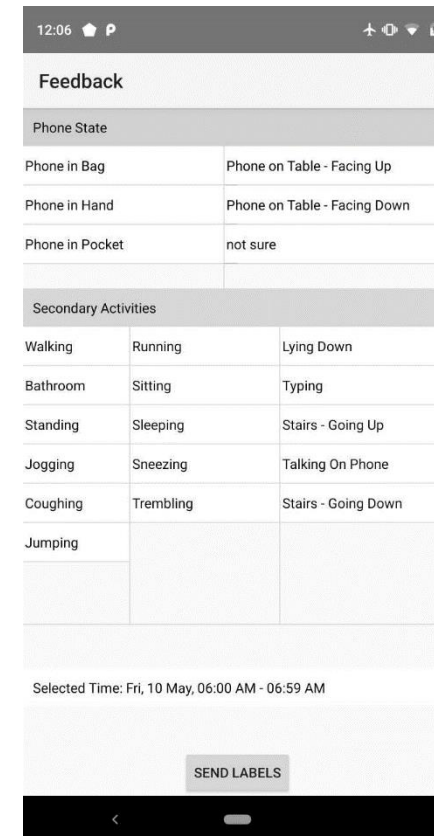 12:06
Feedback
Phone State
Phone in Bag Phone on Table - Facing Up
Phone in Hand Phone on Table - Facing Down
Phone in Pocket not sure
Secondary Activities
Walking Running Lying Down
Bathroom Sitting Typing
Standing Sleeping Stairs - Going Up
Jogging Sneezing Talking On Phone
Coughing Trembling Stairs - Going Down
Jumping
Selected Time: Fri, 10 May, 06:00 AM - 06:59 AM
SEND LABELS